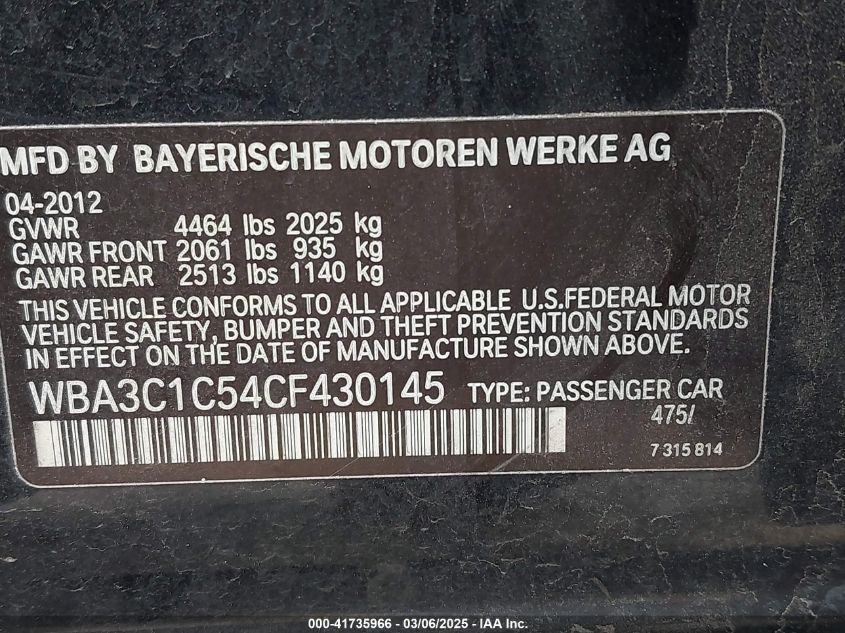 MFD BY BAYERISCHE MOTOREN WERKE AG
04-2012
GVWR 4464 lbs 2025 kg
GAWR FRONT 2061 lbs 935 kg
GAWR REAR 2513 lbs 1140 kg
THIS VEHICLE CONFORMS TO ALL APPLICABLE U.S.FEDERAL MOTOR
VEHICLE SAFETY, BUMPER AND THEFT PREVENTION STANDARDS
IN EFFECT ON THE DATE OF MANUFACTURE SHOWN ABOVE.
WBA3C1C54CF430145 TYPE: PASSENGER CAR
475/
7 315 814
000-41735966 - 03/06/2025 - IAA Inc.